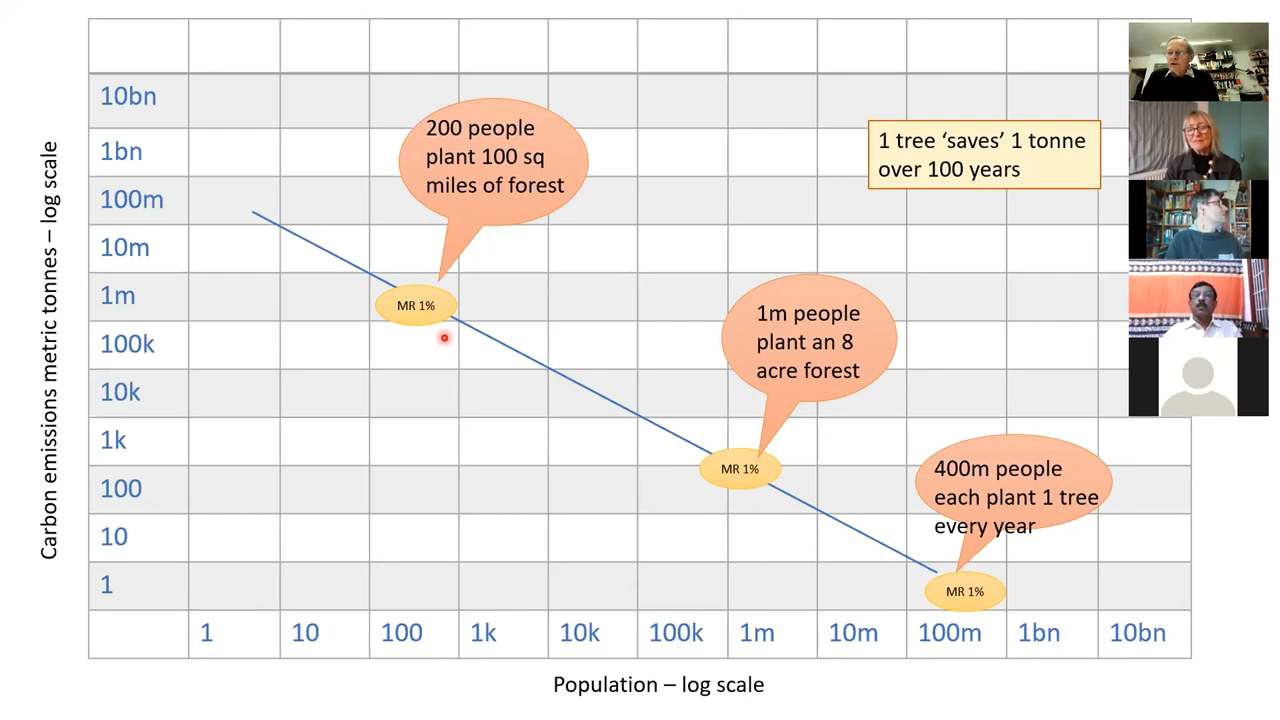 Carbon emissions metric tonnes – log scale
10bn
1bn
100m
10m
1m
100k
10k
1k
100
10
1
200 people
plant 100 sq
miles of forest
1 tree ‘saves’ 1 tonne
over 100 years
MR 1%
1m people
plant an 8
acre forest
MR 1%
400m people
each plant 1 tree
every year
MR 1%
1 10 100 1k 10k 100k 1m 10m 100m 1bn 10bn
Population – log scale